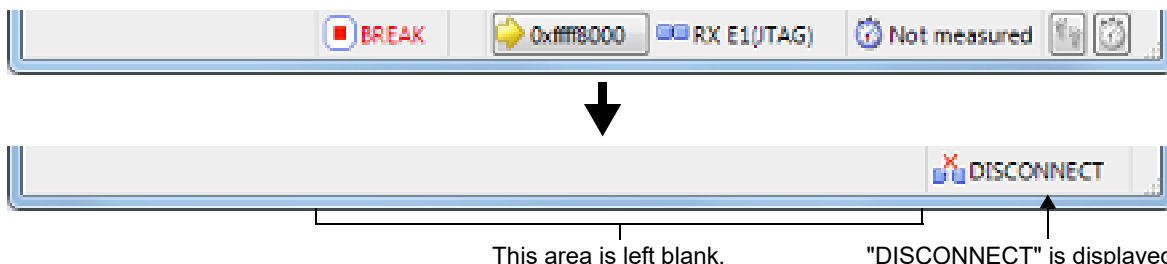 BREAK 0xffff8000 RX E1(JTAG) Not measured
DISCONNECT
This area is left blank. "DISCONNECT" is displayed